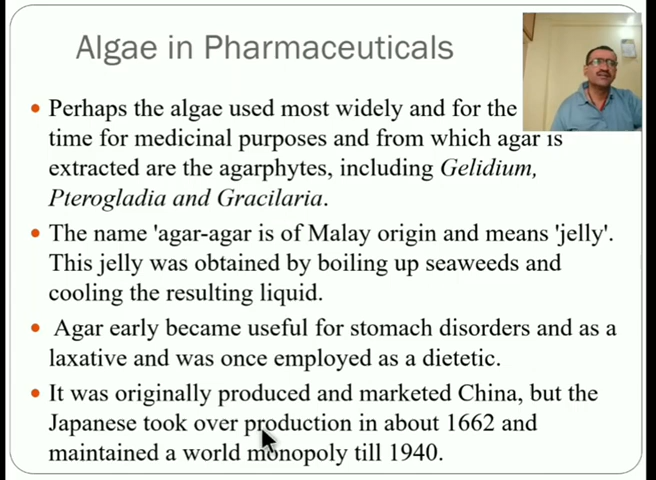 Algae in Pharmaceuticals
• Perhaps the algae used most widely and for the
time for medicinal purposes and from which agar is
extracted are the agarphytes, including Gelidium,
Pterogladia and Gracilaria.
• The name 'agar-agar is of Malay origin and means 'jelly'.
This jelly was obtained by boiling up seaweeds and
cooling the resulting liquid.
• Agar early became useful for stomach disorders and as a
laxative and was once employed as a dietetic.
• It was originally produced and marketed China, but the
Japanese took over production in about 1662 and
maintained a world monopoly till 1940.